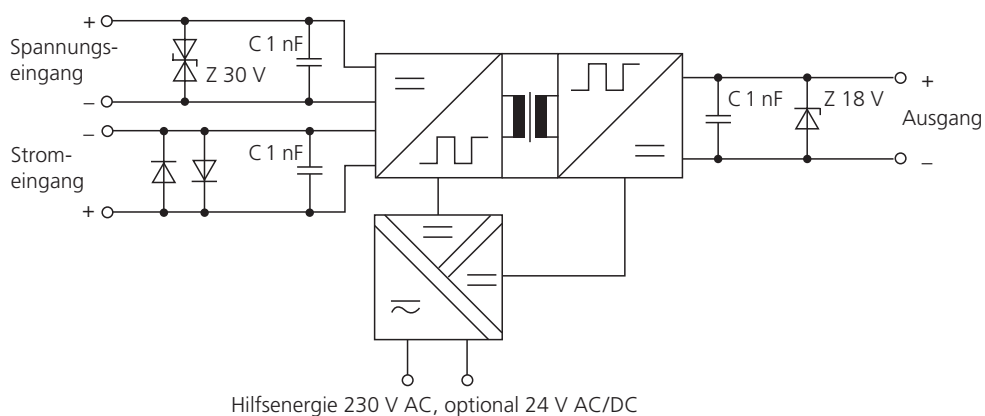 +
Spannungs-
eingang
Z 30 V
C 1 nF
–
–
Strom-
eingang
C 1 nF
+
C 1 nF
Z 18 V
+
Ausgang
–
Hilfsenergie 230 V AC, optional 24 V AC/DC